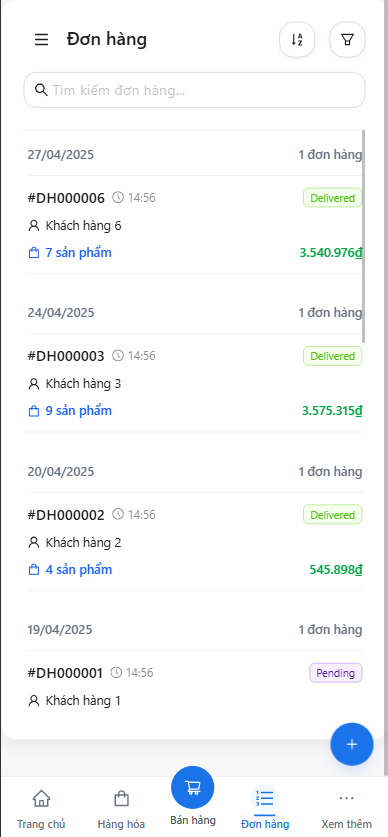 Đơn hàng
Tìm kiếm đơn hàng...
27/04/2025 1 đơn hàng
#DH000006 14:56 Delivered
Khách hàng 6
7 sản phẩm 3.540.976₫
24/04/2025 1 đơn hàng
#DH000003 14:56 Delivered
Khách hàng 3
9 sản phẩm 3.575.315₫
20/04/2025 1 đơn hàng
#DH000002 14:56 Delivered
Khách hàng 2
4 sản phẩm 545.898₫
19/04/2025 1 đơn hàng
#DH000001 14:56 Pending
Khách hàng 1
Trang chủ Hàng hóa Bán hàng Đơn hàng Xem thêm